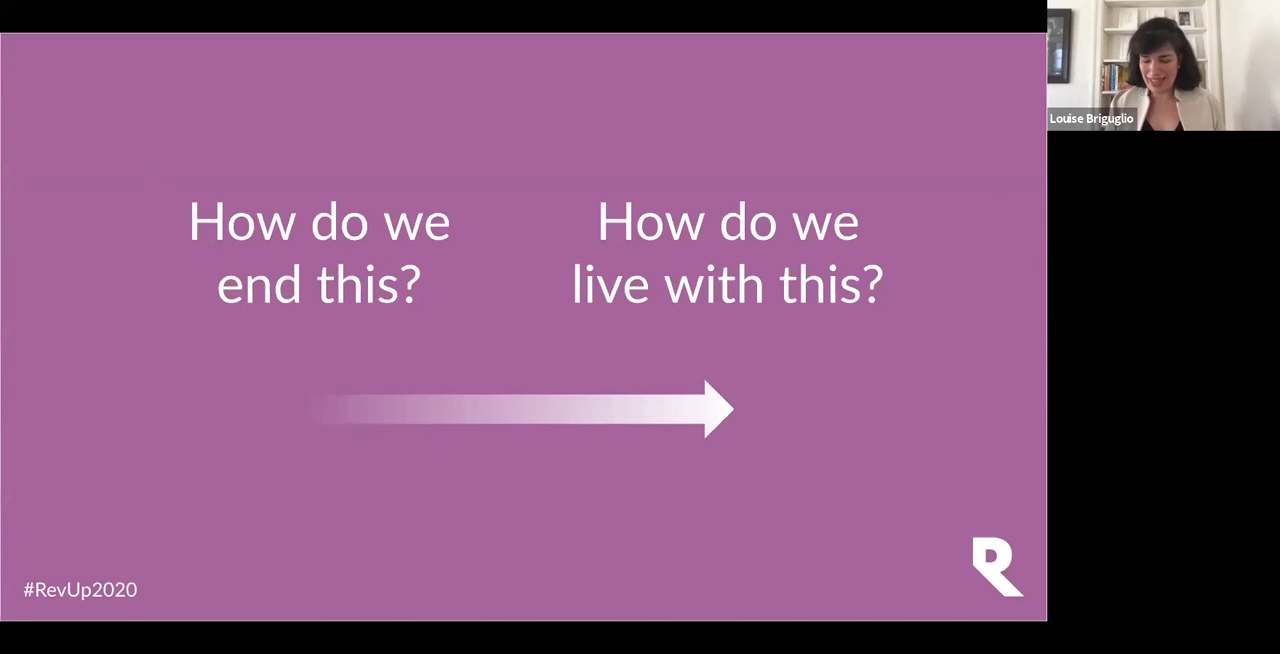 Louise Briguglio
How do we
end this?
How do we
live with this?
#RevUp2020
R